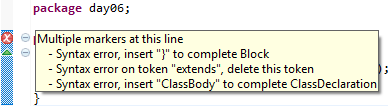 package day06;
Multiple markers at this line
- Syntax error, insert "}" to complete Block
- Syntax error on token "extends", delete this token
- Syntax error, insert "ClassBody" to complete ClassDeclaration
);
}